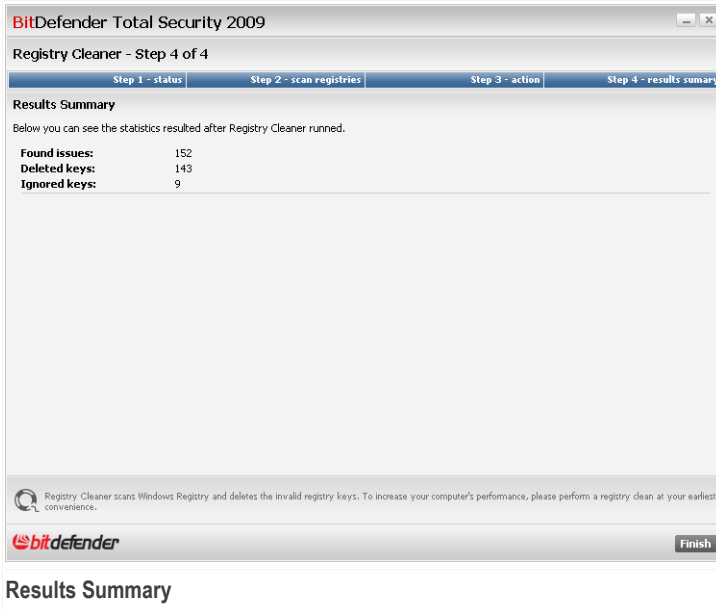 BitDefender Total Security 2009
Registry Cleaner - Step 4 of 4
Step 1 - status
Step 2 - scan registries
Step 3 - action
Step 4 - results sumary
Results Summary
Below you can see the statistics resulted after Registry Cleaner runned.
Found issues: 152
Deleted keys: 143
Ignored keys: 9
Registry Cleaner scans Windows Registry and deletes the invalid registry keys. To increase your computer's performance, please perform a registry clean at your earliest
convenience.
bitdefender
Finish
Results Summary